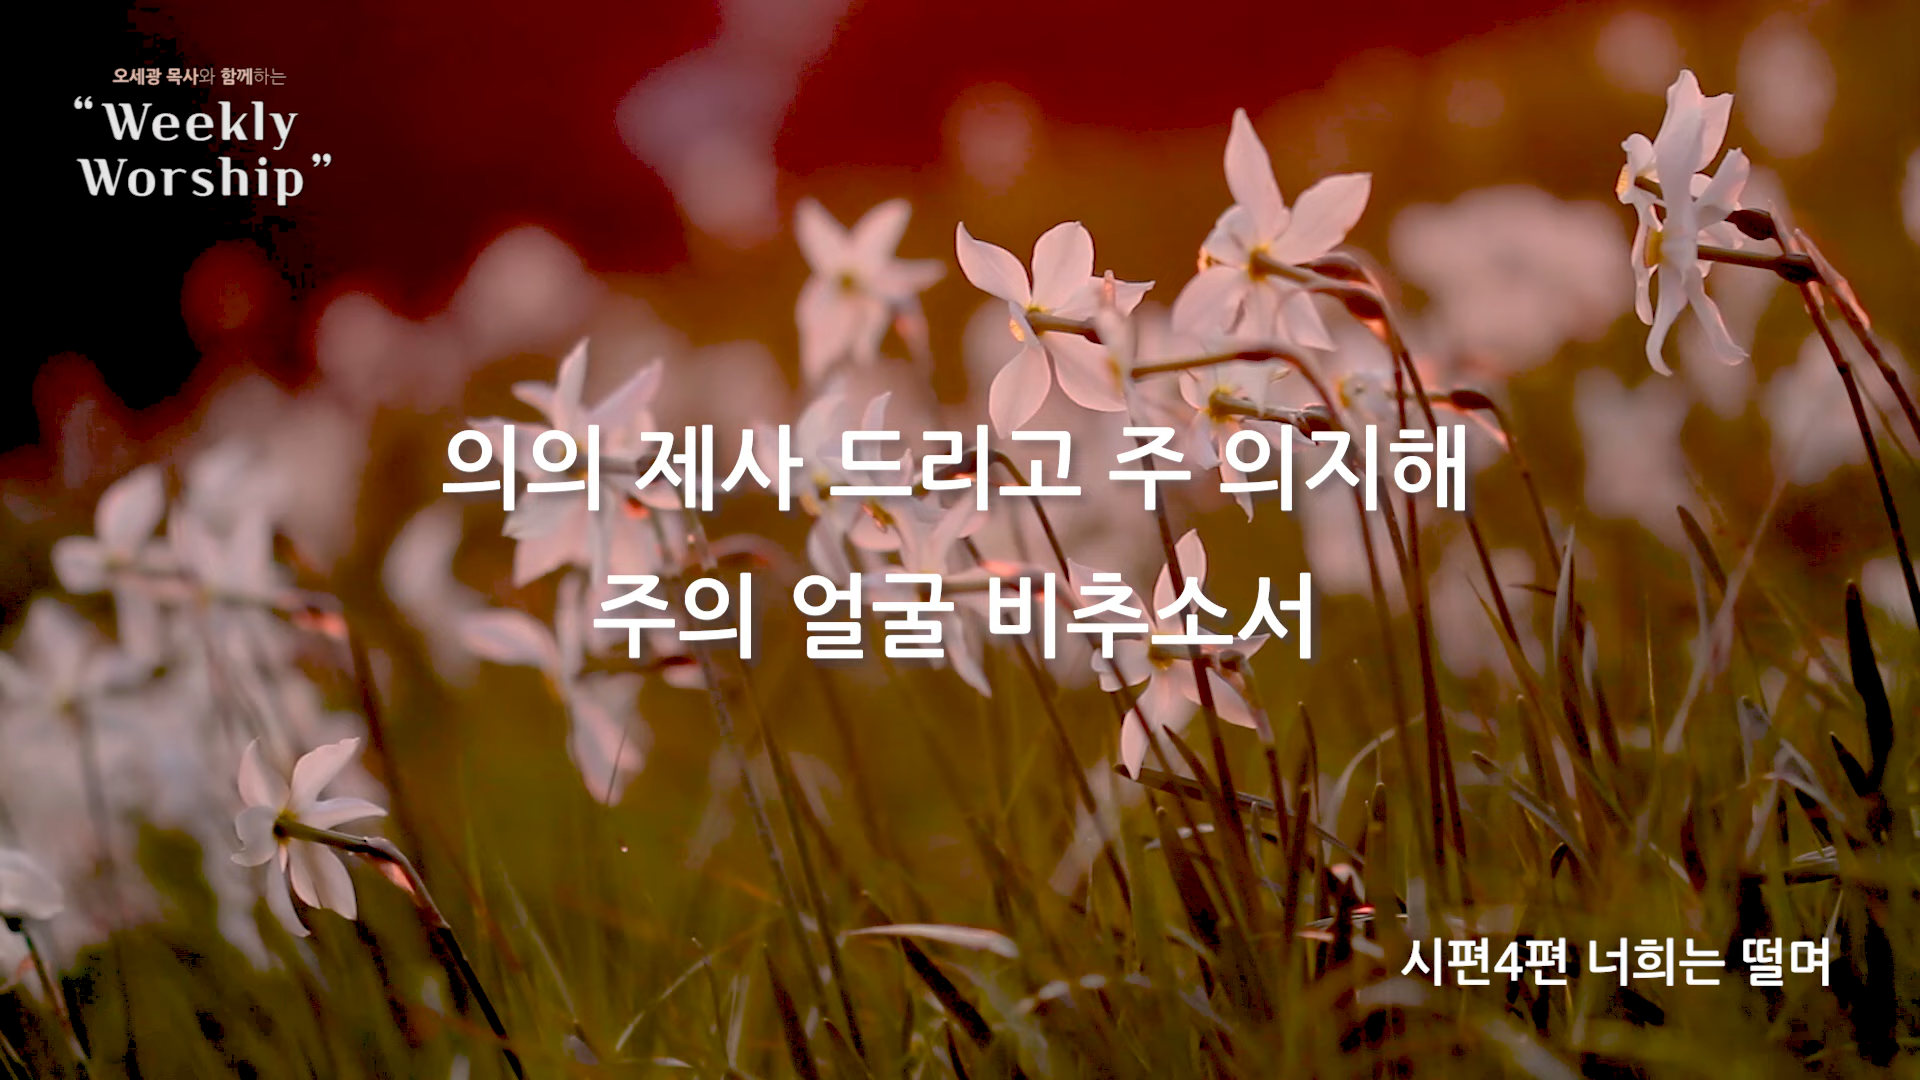 오세광 목사와 함께하는
“Weekly
Worship”
의의 제사 드리고 주 의지해
주의 얼굴 비추소서
시편4편 너희는 떨며